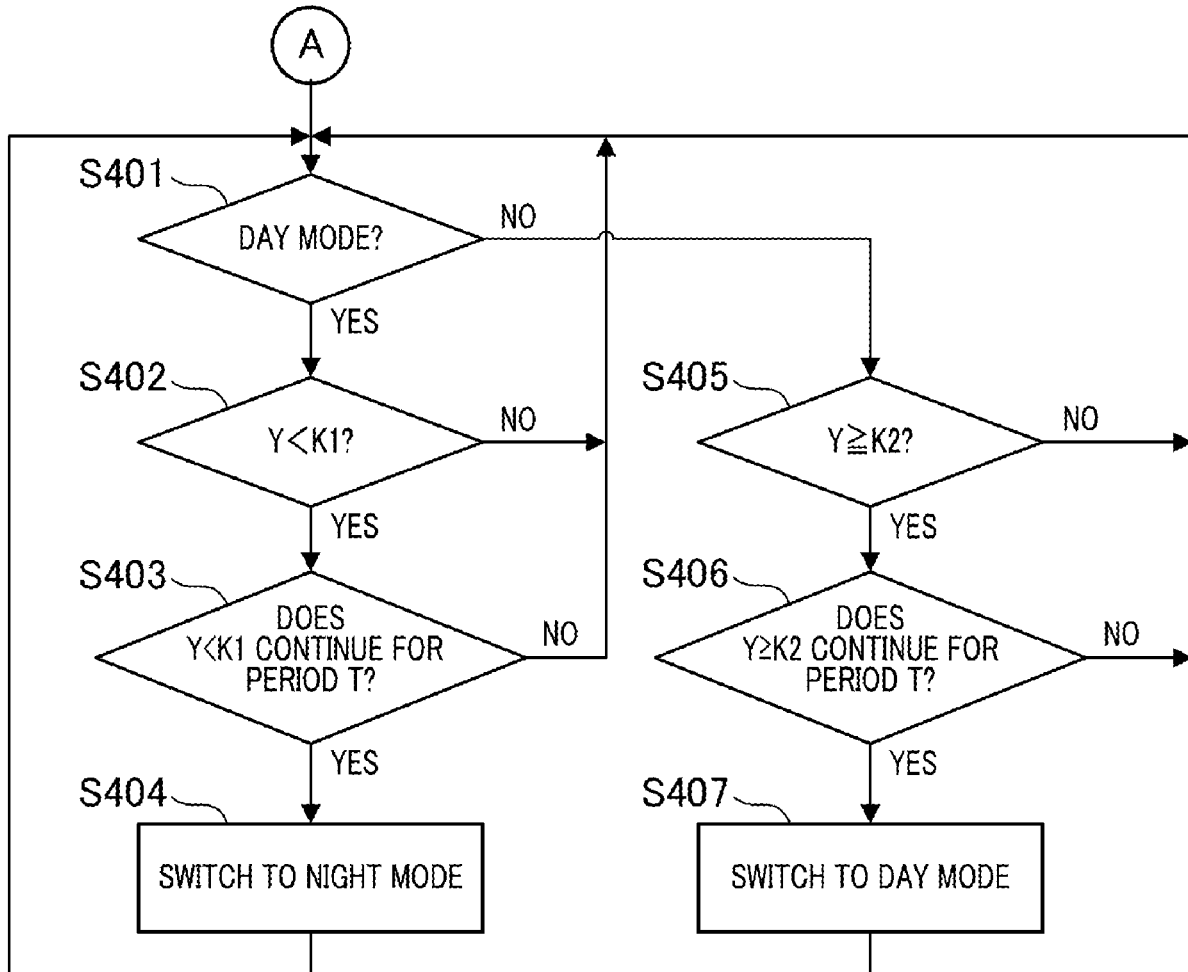 A
S401
DAY MODE?
NO
YES
S402
Y<K1?
NO
YES
S403
DOES
Y<K1 CONTINUE FOR
PERIOD T?
NO
YES
S404
SWITCH TO NIGHT MODE
S405
Y≧K2?
NO
YES
S406
DOES
Y≥K2 CONTINUE FOR
PERIOD T?
NO
YES
S407
SWITCH TO DAY MODE